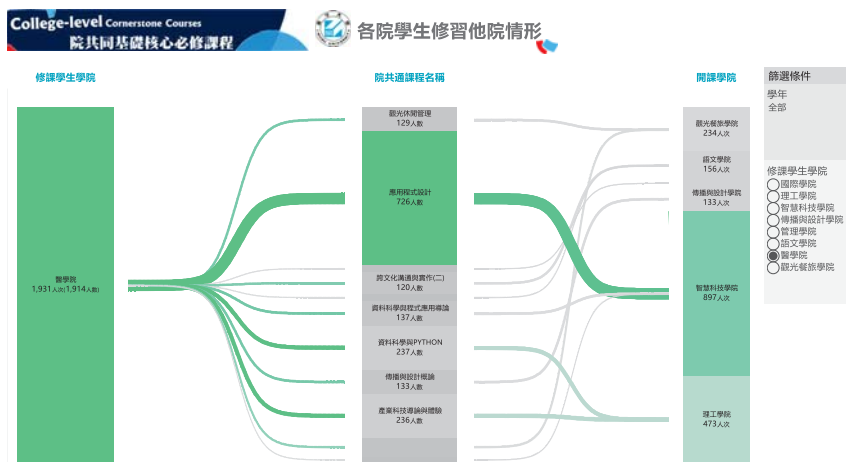 College-level Cornerstone Courses
院共同基礎核心必修課程
各院學生修習他院情形
修課學生學院
院共通課程名稱
開課學院
篩選條件
學年
全部
修課學生學院
國際學院
理工學院
智慧科技學院
傳播與設計學院
管理學院
語文學院
醫學院
觀光餐旅學院
醫學院
1,931人次(1,914人數)
觀光休閒管理
129人數
應用程式設計
726人數
跨文化溝通與實作(二)
120人數
資料科學與程式應用導論
137人數
資料科學與PYTHON
237人數
傳播與設計概論
133人數
產業科技導論與體驗
236人數
觀光餐旅學院
234人次
語文學院
156人次
傳播與設計學院
133人次
智慧科技學院
897人次
理工學院
473人次